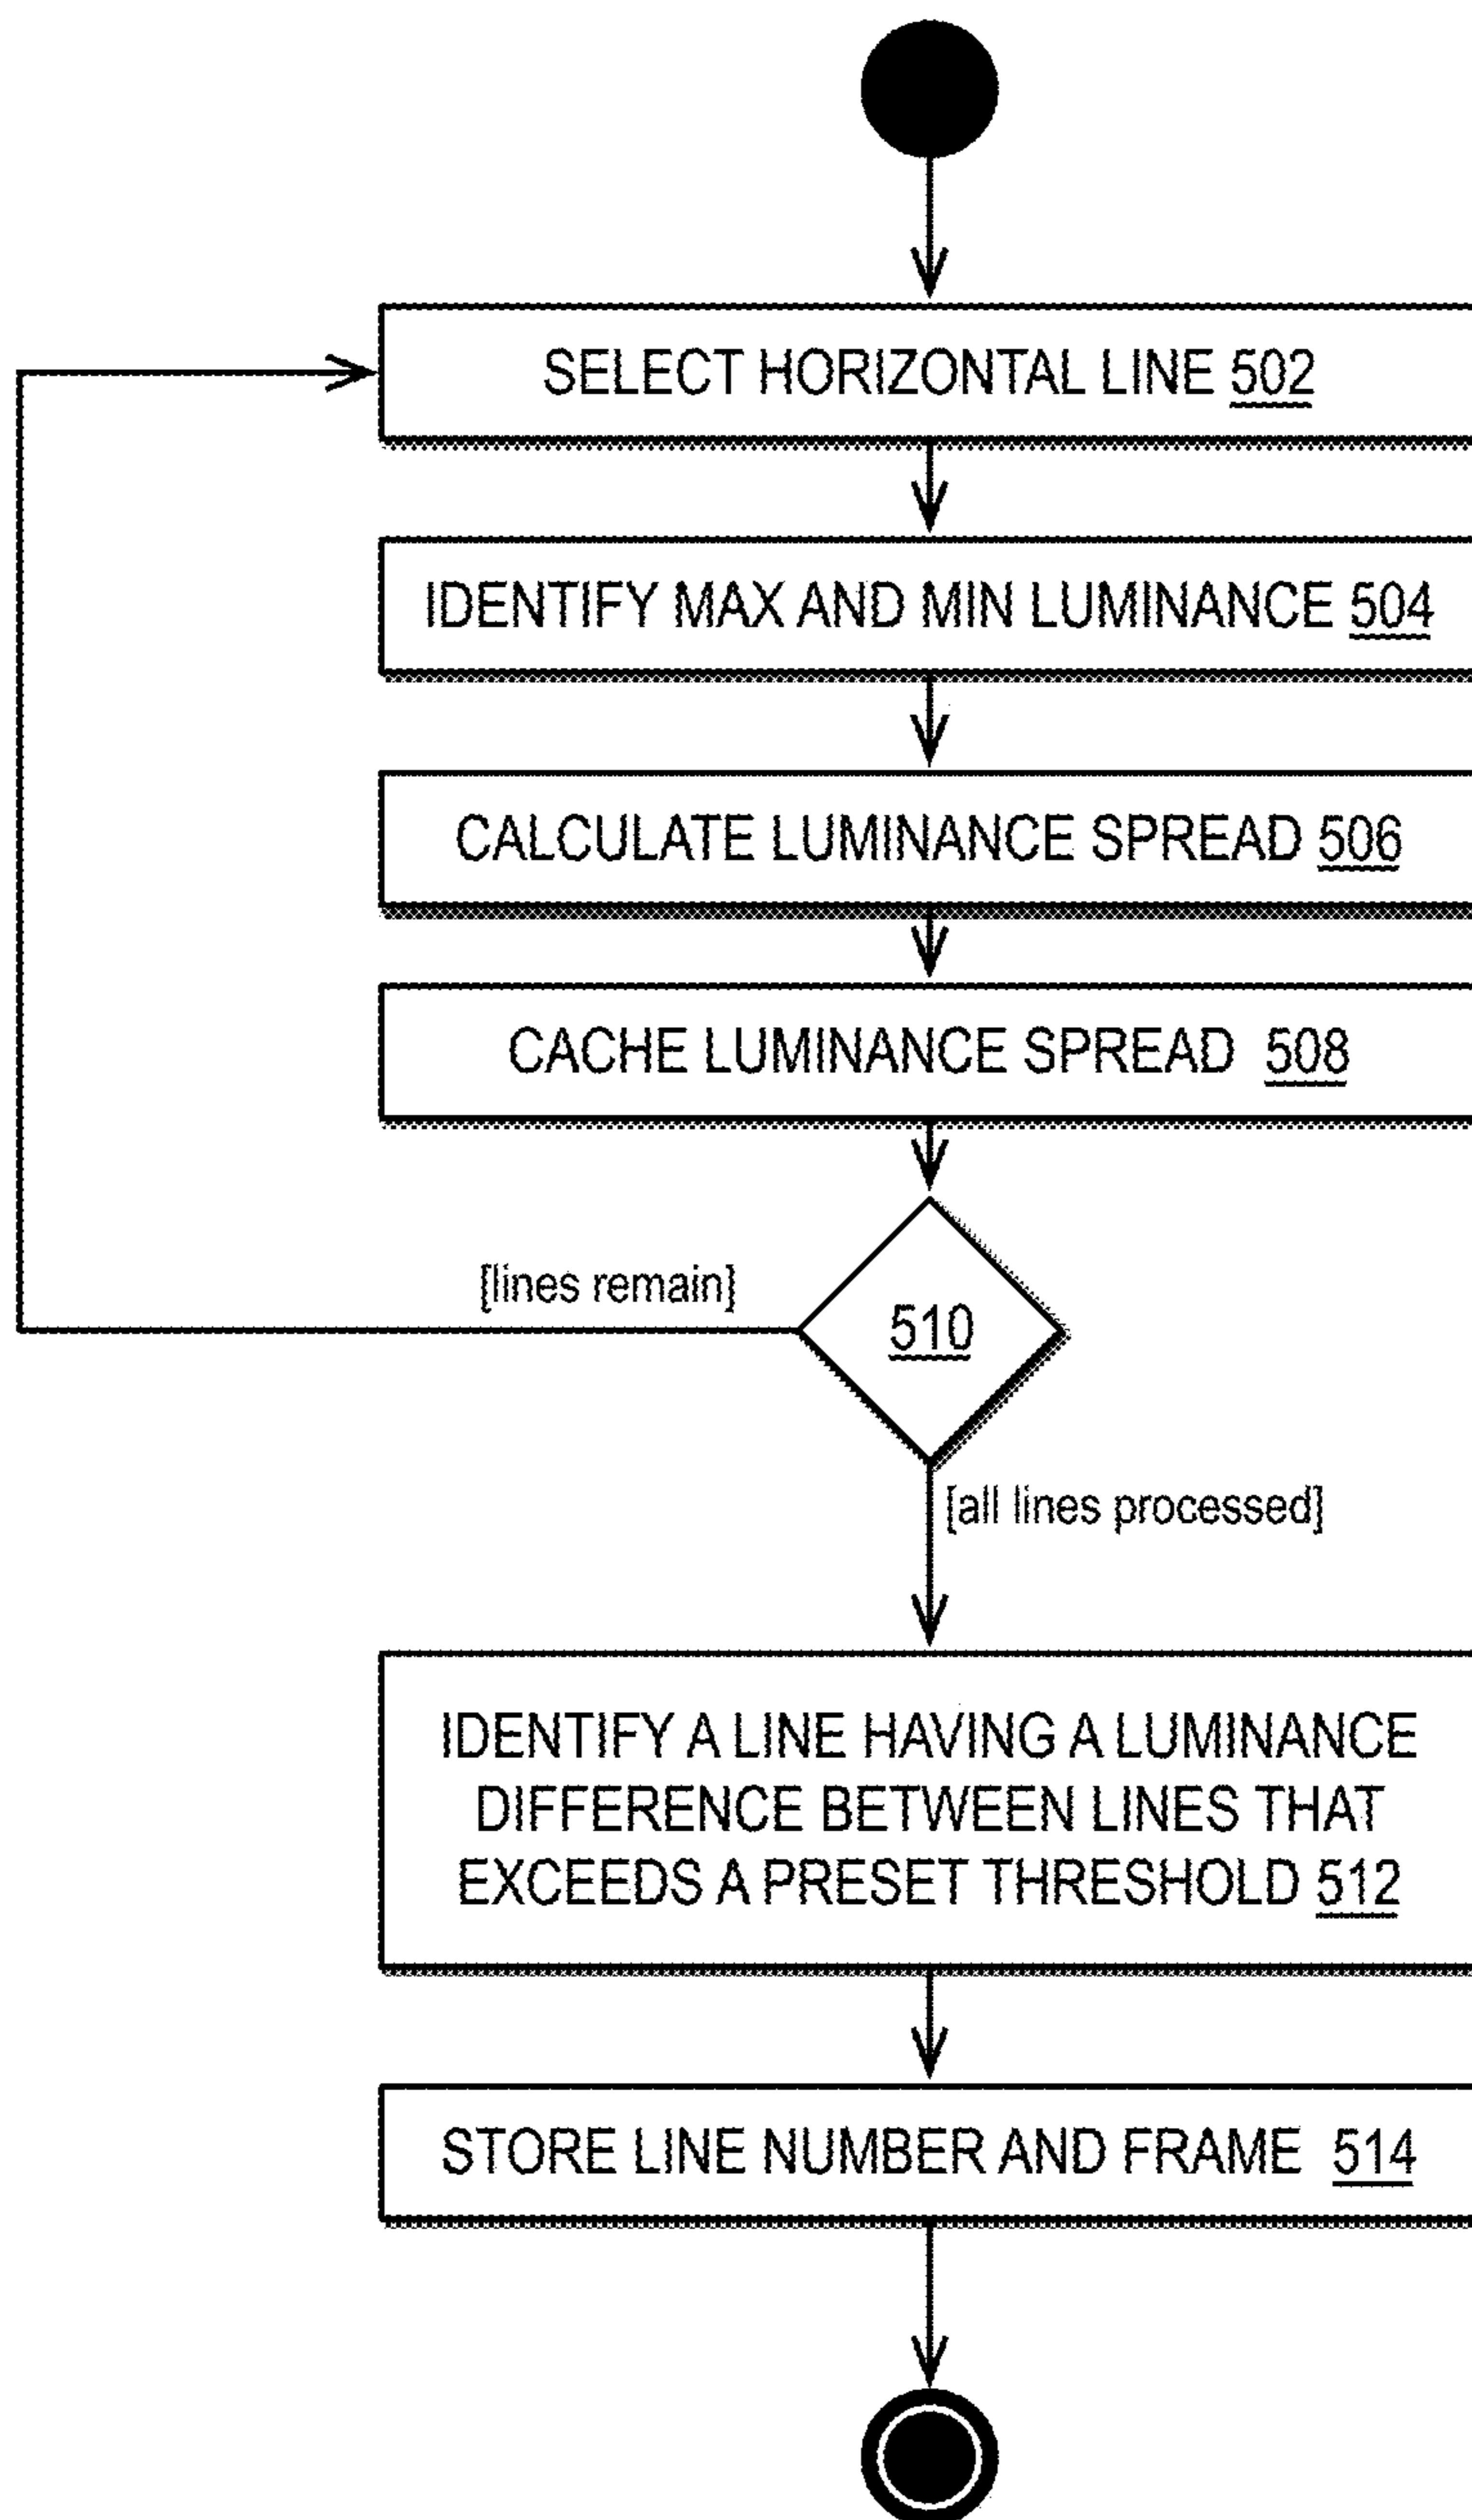 SELECT HORIZONTAL LINE 502
IDENTIFY MAX AND MIN LUMINANCE 504
CALCULATE LUMINANCE SPREAD 506
CACHE LUMINANCE SPREAD 508
[lines remain]
510
[all lines processed]
IDENTIFY A LINE HAVING A LUMINANCE
DIFFERENCE BETWEEN LINES THAT
EXCEEDS A PRESET THRESHOLD 512
STORE LINE NUMBER AND FRAME 514